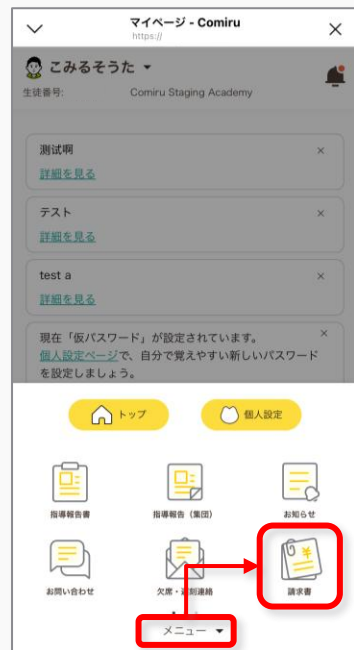 マイページ - Comiru
https://
こみるそうた
生徒番号: Comiru Staging Academy
测试啊
詳細を見る
テスト
詳細を見る
test a
詳細を見る
現在「仮パスワード」が設定されています。
個人設定ページで、自分で覚えやすい新しいパスワード
を設定しましょう。
トップ 個人設定
指導報告書 指導報告（集団） お知らせ
お問い合わせ 欠席・遅刻連絡 請求書
メニュー